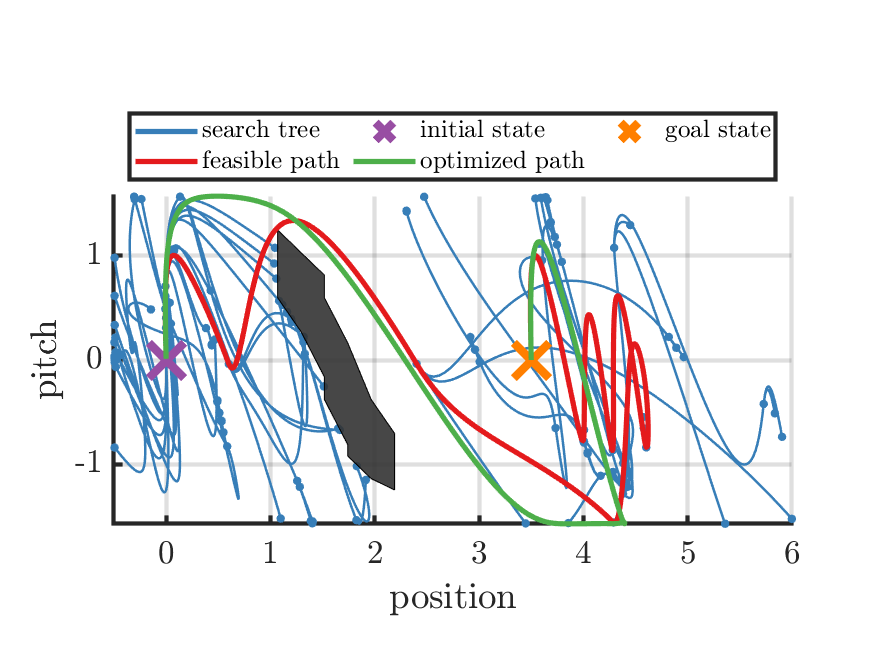 search tree initial state goal state
feasible path optimized path
1
0
-1
pitch
0 1 2 3 4 5 6
position